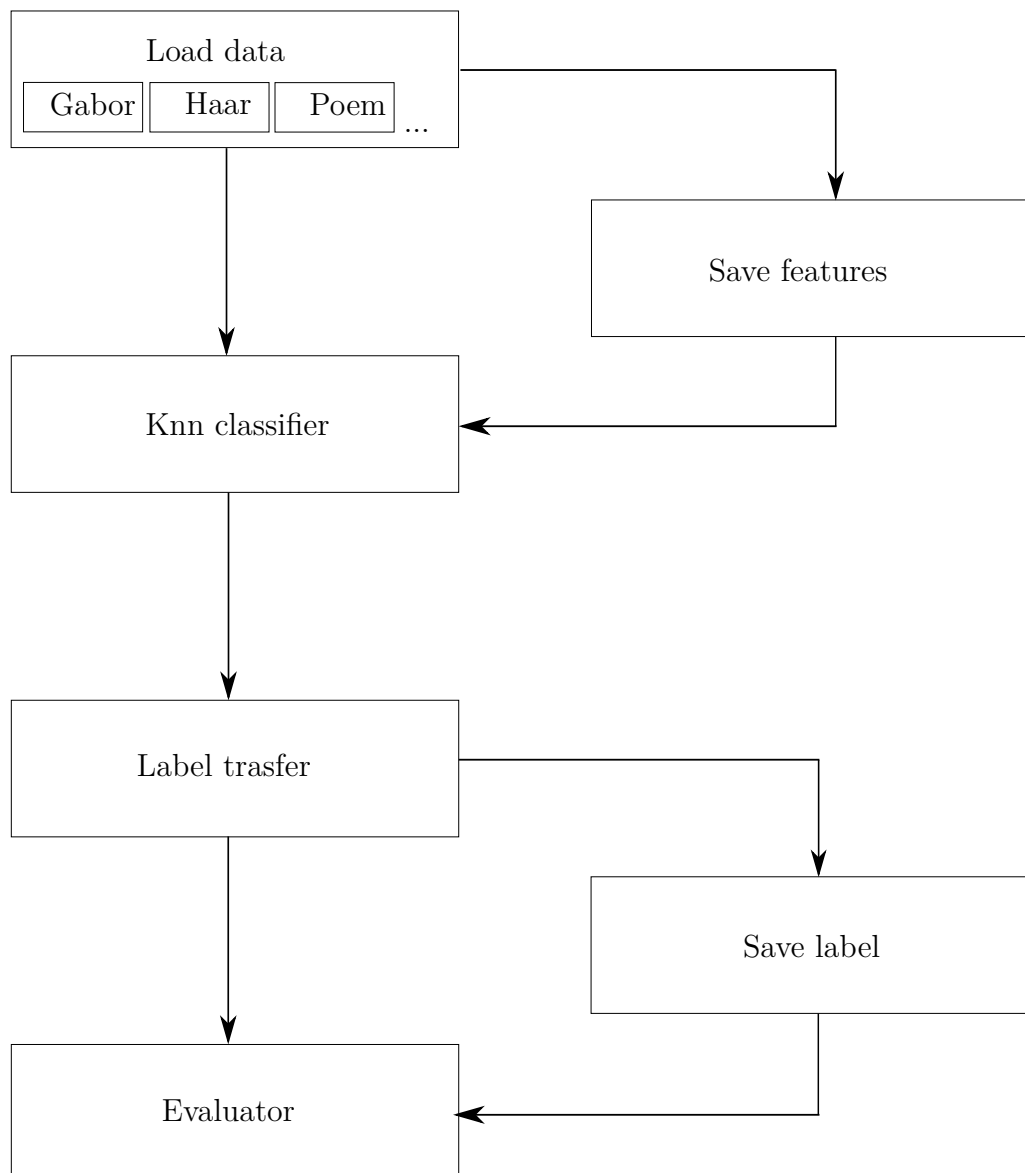 Load data
Gabor Haar Poem ...
Save features
Knn classifier
Label trasfer
Save label
Evaluator